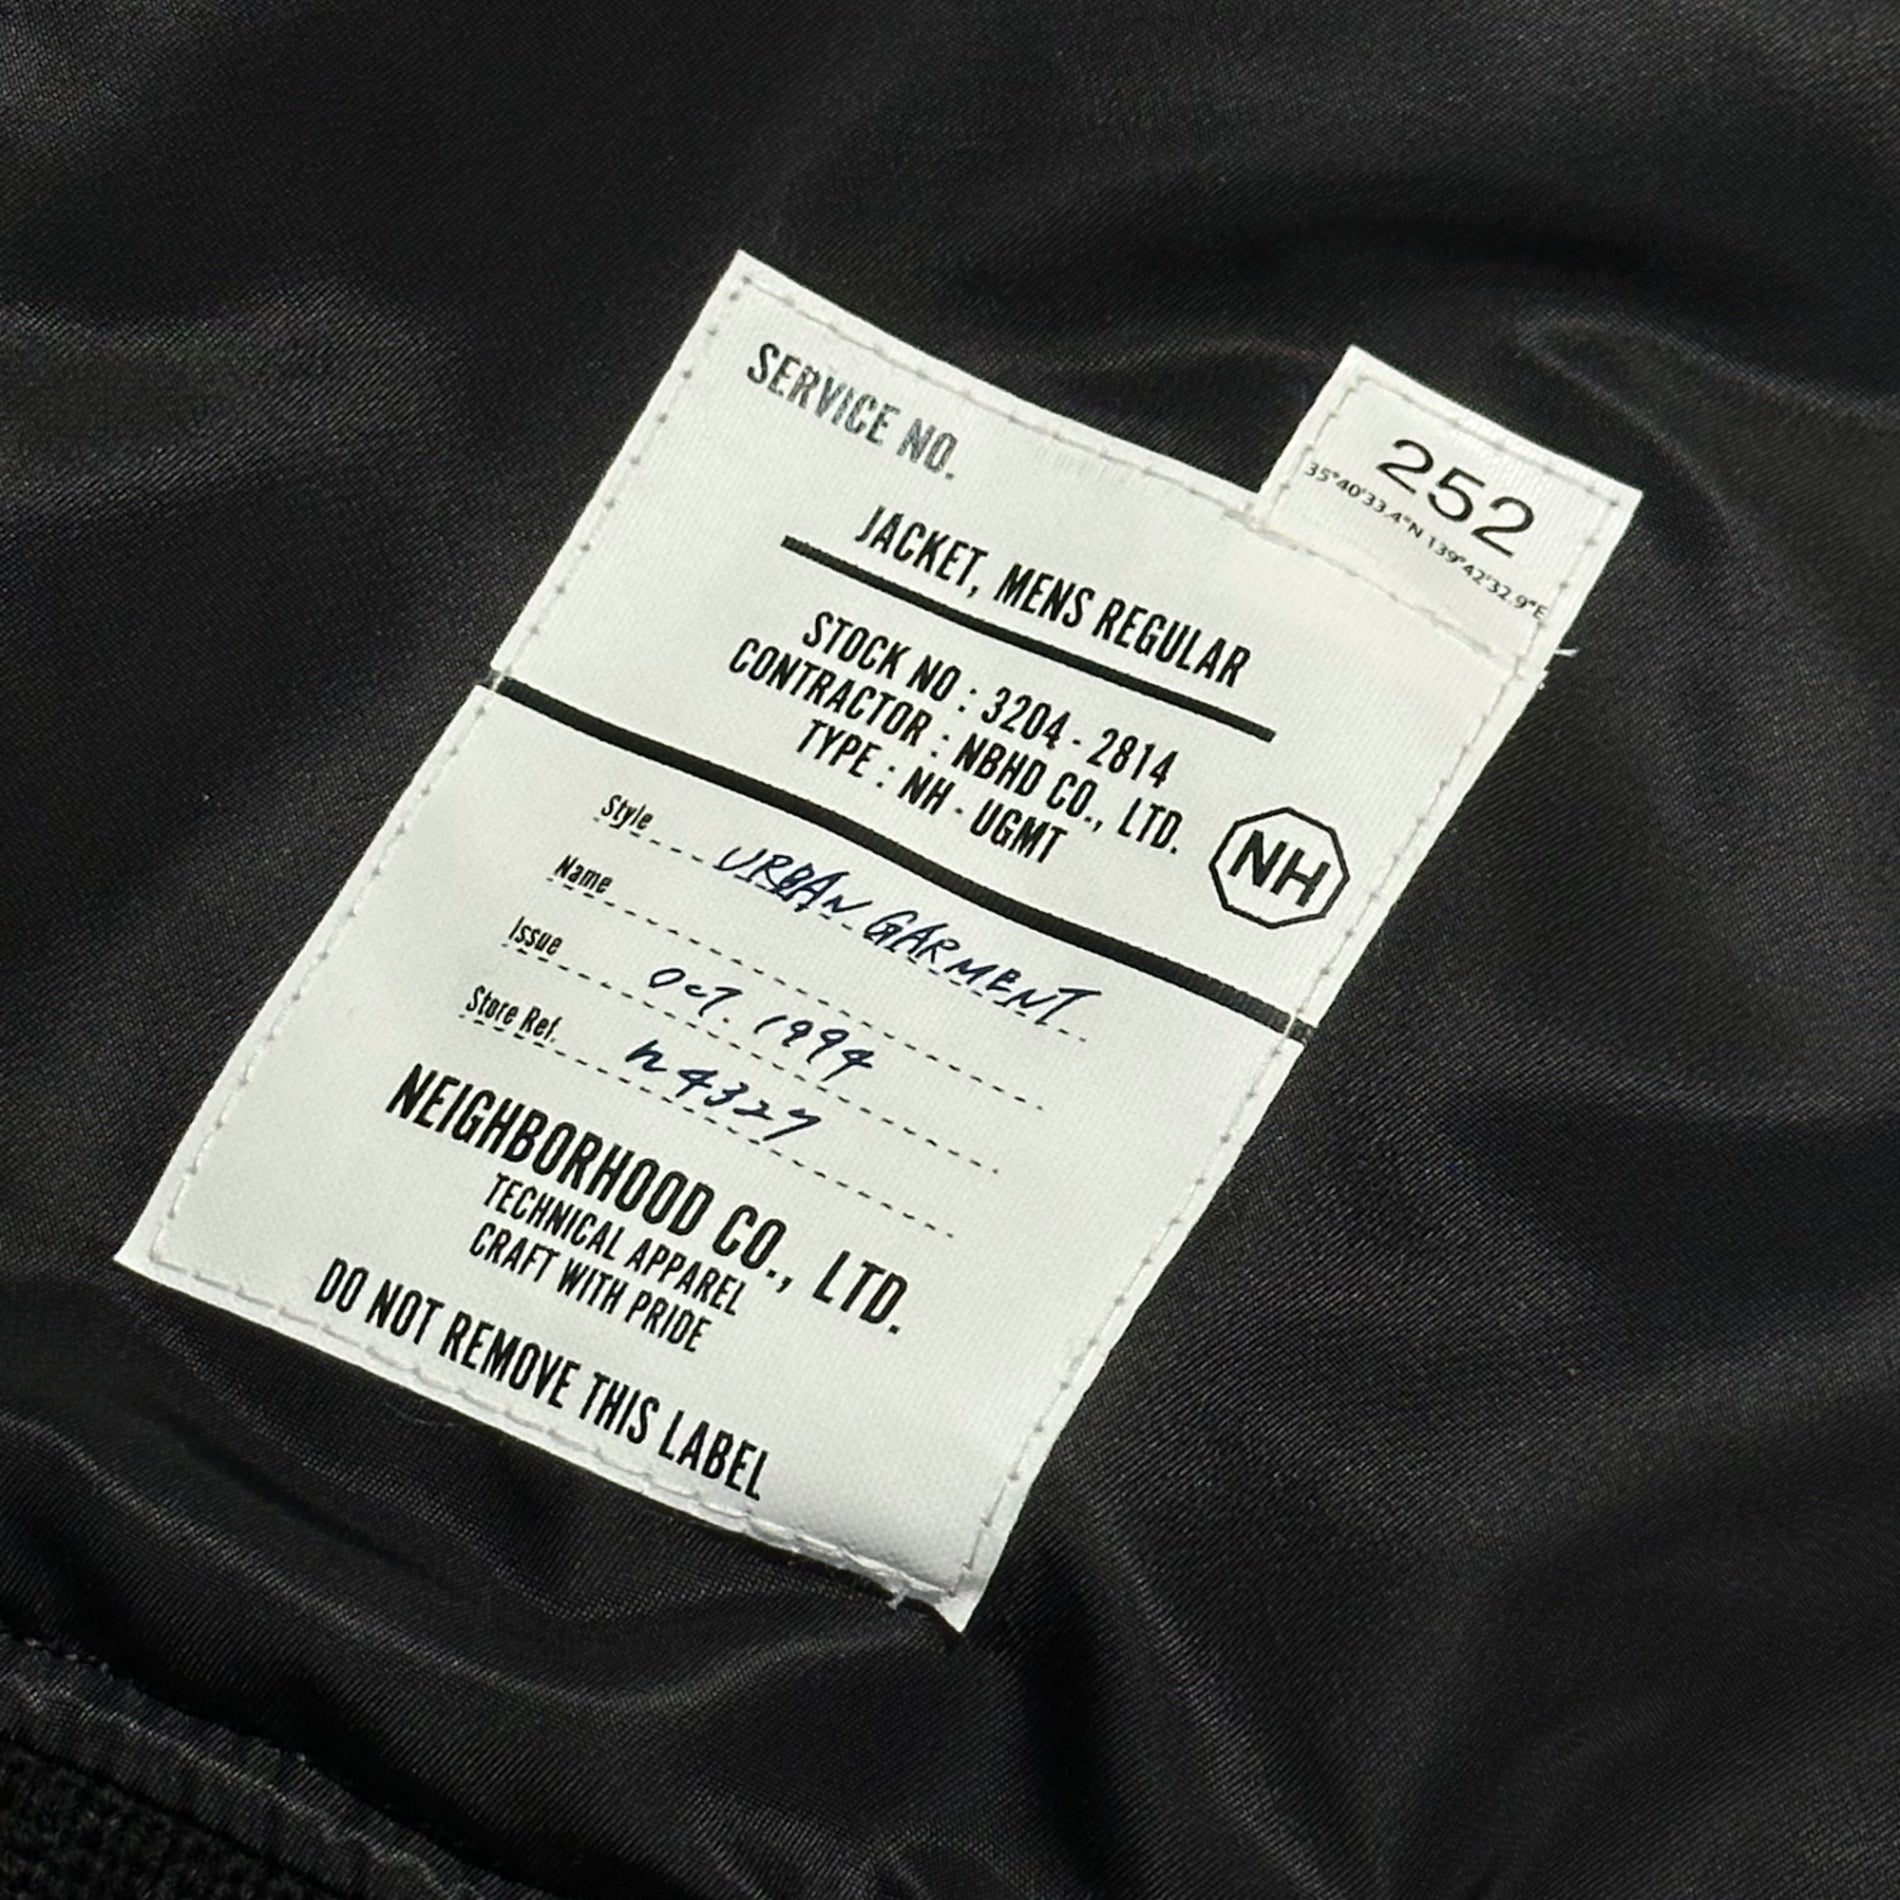 SERVICE NO.
252
35°40'33.4"N 139°42'32.9"E
JACKET, MENS REGULAR
STOCK NO : 3204 - 2814
CONTRACTOR : NBHD CO., LTD.
TYPE : NH - UGMT
NH
Style URBAN GARMENT
Name
Issue OCT. 1994
Store Ref. n4327
NEIGHBORHOOD CO., LTD.
TECHNICAL APPAREL
CRAFT WITH PRIDE
DO NOT REMOVE THIS LABEL